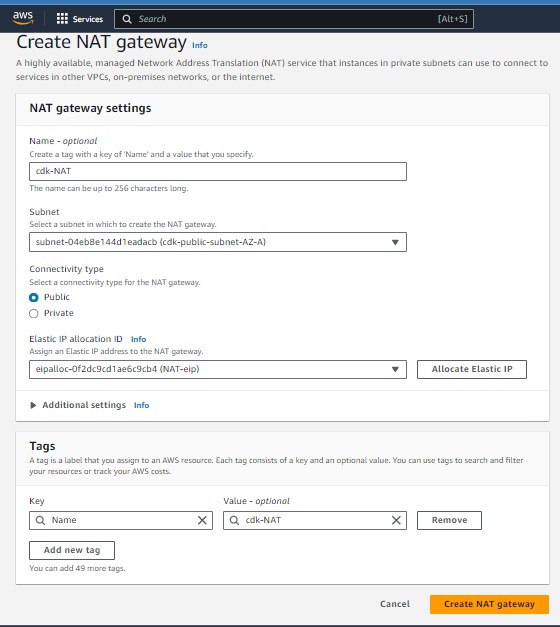 aws
Services
Search
[Alt+S]
Create NAT gateway Info
A highly available, managed Network Address Translation (NAT) service that instances in private subnets can use to connect to
services in other VPCs, on-premises networks, or the internet.
NAT gateway settings
Name - optional
Create a tag with a key of 'Name' and a value that you specify.
cdk-NAT
The name can be up to 256 characters long.
Subnet
Select a subnet in which to create the NAT gateway.
subnet-04eb8e144d1eadacb (cdk-public-subnet-AZ-A)
Connectivity type
Select a connectivity type for the NAT gateway.
Public
Private
Elastic IP allocation ID Info
Assign an Elastic IP address to the NAT gateway.
eipalloc-0f2dc9cd1ae6c9cb4 (NAT-eip)
Allocate Elastic IP
Additional settings Info
Tags
A tag is a label that you assign to an AWS resource. Each tag consists of a key and an optional value. You can use tags to search and filter
your resources or track your AWS costs.
Key
Value - optional
Name
cdk-NAT
Remove
Add new tag
You can add 49 more tags.
Cancel
Create NAT gateway